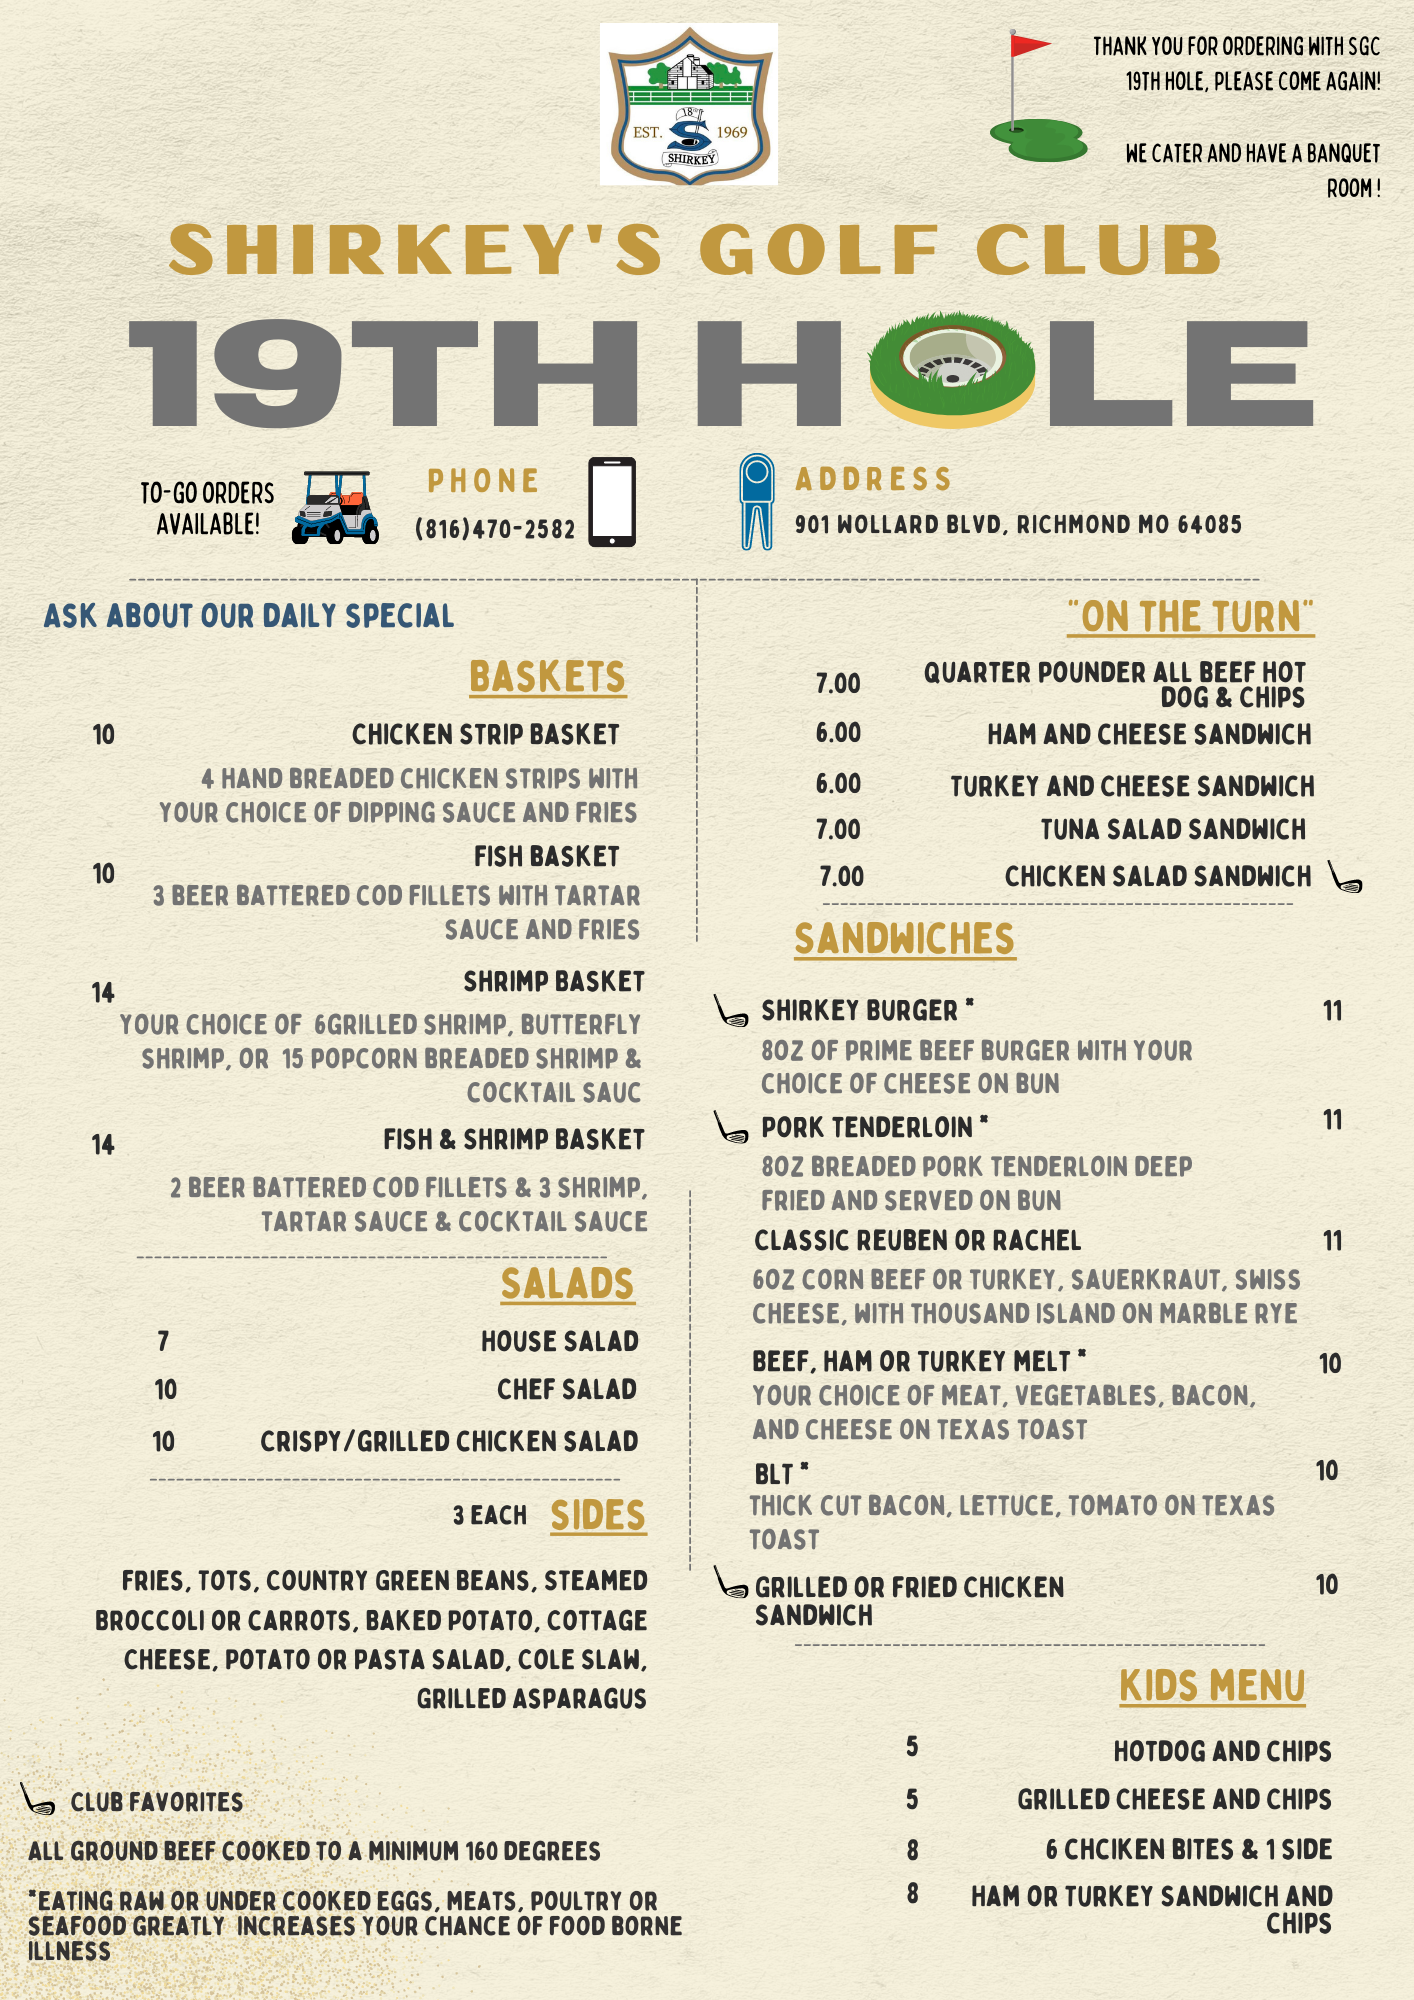 18TH
EST. 1969
SHIRKEY
THANK YOU FOR ORDERING WITH SGC
19TH HOLE, PLEASE COME AGAIN!
WE CATER AND HAVE A BANQUET
ROOM !
SHIRKEY'S GOLF CLUB
19TH HOLE
TO-GO ORDERS
AVAILABLE!
PHONE
(816)470-2582
ADDRESS
901 WOLLARD BLVD, RICHMOND MO 64085
ASK ABOUT OUR DAILY SPECIAL
BASKETS
10 CHICKEN STRIP BASKET
4 HAND BREADED CHICKEN STRIPS WITH
YOUR CHOICE OF DIPPING SAUCE AND FRIES
10 FISH BASKET
3 BEER BATTERED COD FILLETS WITH TARTAR
SAUCE AND FRIES
14 SHRIMP BASKET
YOUR CHOICE OF 6GRILLED SHRIMP, BUTTERFLY
SHRIMP, OR 15 POPCORN BREADED SHRIMP &
COCKTAIL SAUC
14 FISH & SHRIMP BASKET
2 BEER BATTERED COD FILLETS & 3 SHRIMP,
TARTAR SAUCE & COCKTAIL SAUCE
SALADS
7 HOUSE SALAD
10 CHEF SALAD
10 CRISPY/GRILLED CHICKEN SALAD
3 EACH SIDES
FRIES, TOTS, COUNTRY GREEN BEANS, STEAMED
BROCCOLI OR CARROTS, BAKED POTATO, COTTAGE
CHEESE, POTATO OR PASTA SALAD, COLE SLAW,
GRILLED ASPARAGUS
CLUB FAVORITES
ALL GROUND BEEF COOKED TO A MINIMUM 160 DEGREES
*EATING RAW OR UNDER COOKED EGGS, MEATS, POULTRY OR
SEAFOOD GREATLY INCREASES YOUR CHANCE OF FOOD BORNE
ILLNESS
"ON THE TURN"
7.00 QUARTER POUNDER ALL BEEF HOT
DOG & CHIPS
6.00 HAM AND CHEESE SANDWICH
6.00 TURKEY AND CHEESE SANDWICH
7.00 TUNA SALAD SANDWICH
7.00 CHICKEN SALAD SANDWICH
SANDWICHES
SHIRKEY BURGER * 11
8OZ OF PRIME BEEF BURGER WITH YOUR
CHOICE OF CHEESE ON BUN
PORK TENDERLOIN * 11
8OZ BREADED PORK TENDERLOIN DEEP
FRIED AND SERVED ON BUN
CLASSIC REUBEN OR RACHEL 11
6OZ CORN BEEF OR TURKEY, SAUERKRAUT, SWISS
CHEESE, WITH THOUSAND ISLAND ON MARBLE RYE
BEEF, HAM OR TURKEY MELT * 10
YOUR CHOICE OF MEAT, VEGETABLES, BACON,
AND CHEESE ON TEXAS TOAST
BLT * 10
THICK CUT BACON, LETTUCE, TOMATO ON TEXAS
TOAST
GRILLED OR FRIED CHICKEN 10
SANDWICH
KIDS MENU
5 HOTDOG AND CHIPS
5 GRILLED CHEESE AND CHIPS
8 6 CHCIKEN BITES & 1 SIDE
8 HAM OR TURKEY SANDWICH AND
CHIPS